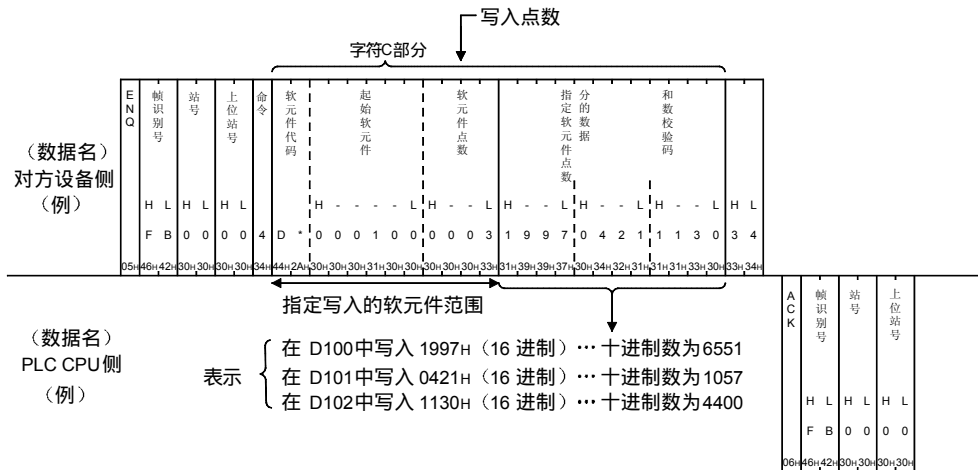 写入点数
字符C部分
ENQ 帧识别号 站号 上位站号 命令 软元件代码 起始软元件 软元件点数 指定软元件点数 分的数据 和数校验码
（数据名）
对方设备侧
（例）
H L H L H L H - - - - L H - - L H - - L H - - L H - - L H L
F B 0 0 0 0 4 D * 0 0 0 1 0 0 0 0 0 3 1 9 9 7 0 4 2 1 1 1 3 0 3 4
05H 46H 42H 30H 30H 30H 30H 34H 44H 2AH 30H 30H 30H 31H 30H 30H 30H 30H 30H 33H 31H 39H 39H 37H 30H 34H 32H 31H 31H 31H 33H 30H 33H 34H
指定写入的软元件范围
（数据名）
PLC CPU侧
（例）
表示
在 D100中写入 1997H（16 进制）… 十进制数为6551
在 D101中写入 0421H（16 进制）… 十进制数为1057
在 D102中写入 1130H（16 进制）… 十进制数为4400
ACK 帧识别号 站号 上位站号
H L H L H L
F B 0 0 0 0
06H 46H 42H 30H 30H 30H 30H